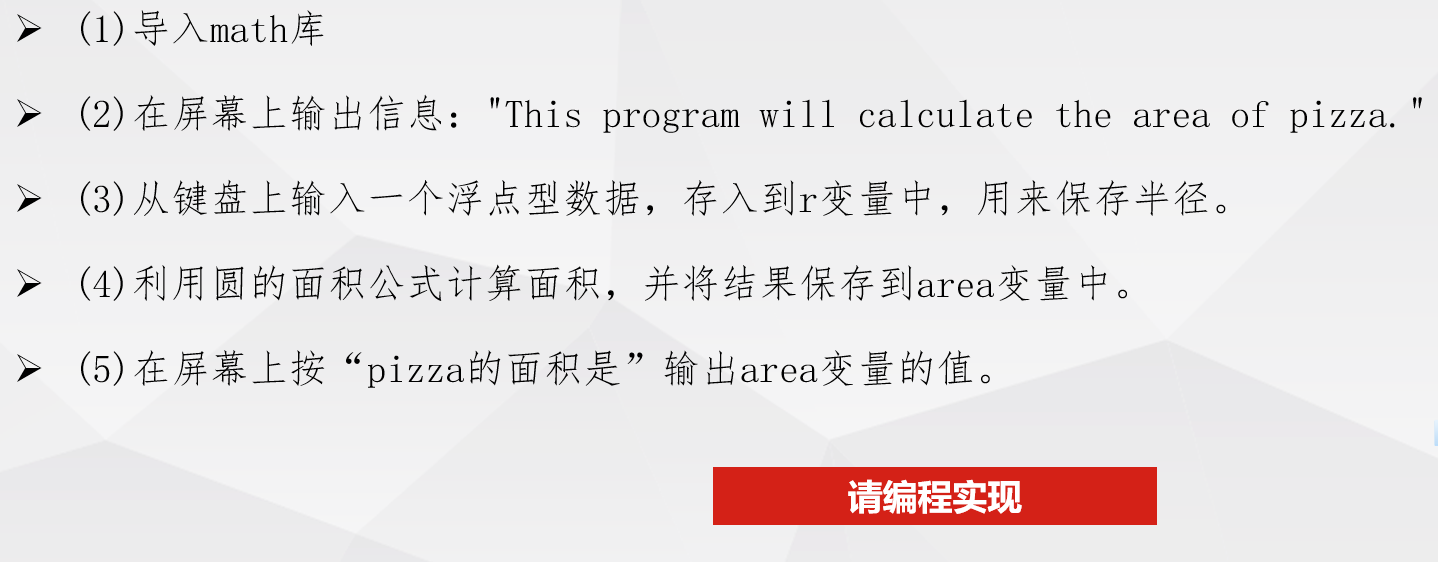 (1)导入math库
(2)在屏幕上输出信息："This program will calculate the area of pizza."
(3)从键盘上输入一个浮点型数据，存入到r变量中，用来保存半径。
(4)利用圆的面积公式计算面积，并将结果保存到area变量中。
(5)在屏幕上按“pizza的面积是”输出area变量的值。
请编程实现